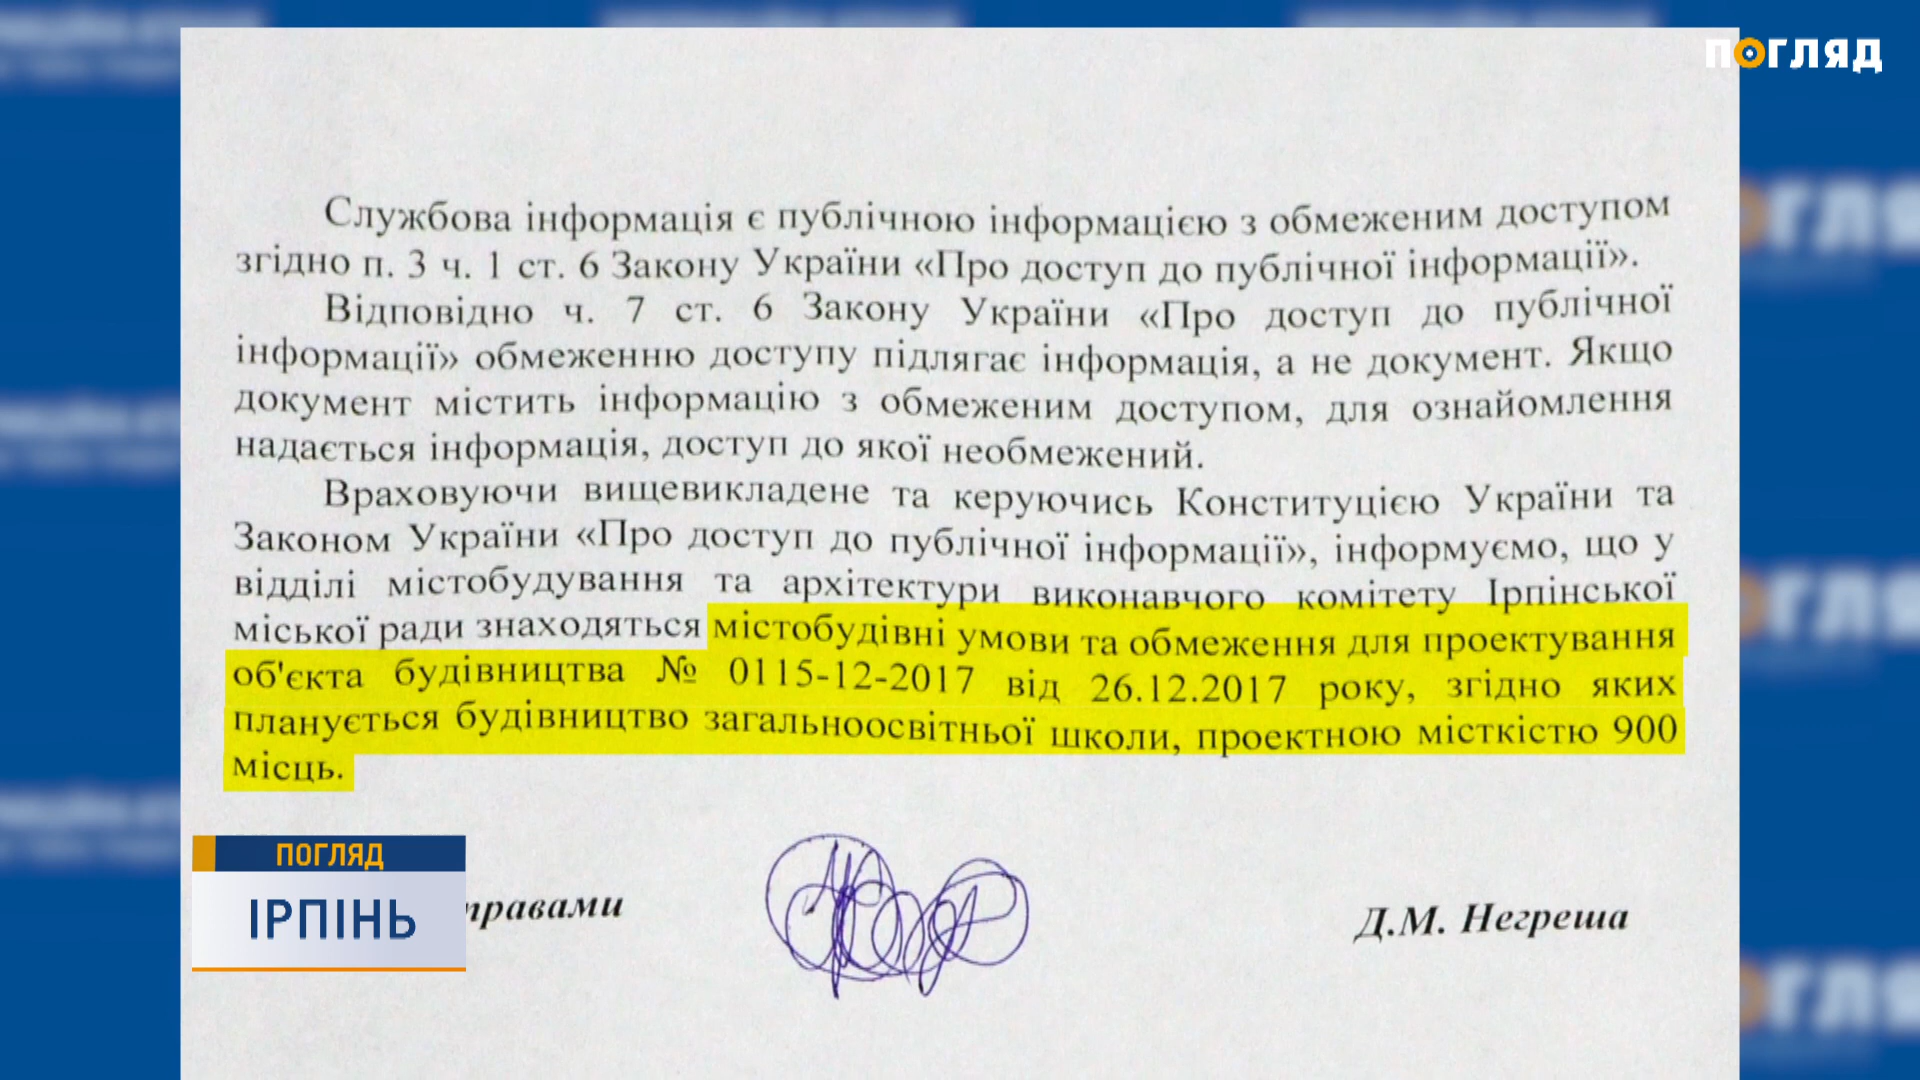 ПОГЛЯД
Службова інформація є публічною інформацією з обмеженим доступом
згідно п. 3 ч. 1 ст. 6 Закону України «Про доступ до публічної інформації».
Відповідно ч. 7 ст. 6 Закону України «Про доступ до публічної
інформації» обмеженню доступу підлягає інформація, а не документ. Якщо
документ містить інформацію з обмеженим доступом, для ознайомлення
надається інформація, доступ до якої необмежений.
Враховуючи вищевикладене та керуючись Конституцією України та
Законом України «Про доступ до публічної інформації», інформуємо, що у
відділі містобудування та архітектури виконавчого комітету Ірпінської
міської ради знаходяться містобудівні умови та обмеження для проектування
об'єкта будівництва № 0115-12-2017 від 26.12.2017 року, згідно яких
планується будівництво загальноосвітньої школи, проектною місткістю 900
місць.
правами Д.М. Негреша
ПОГЛЯД
ІРПІНЬ